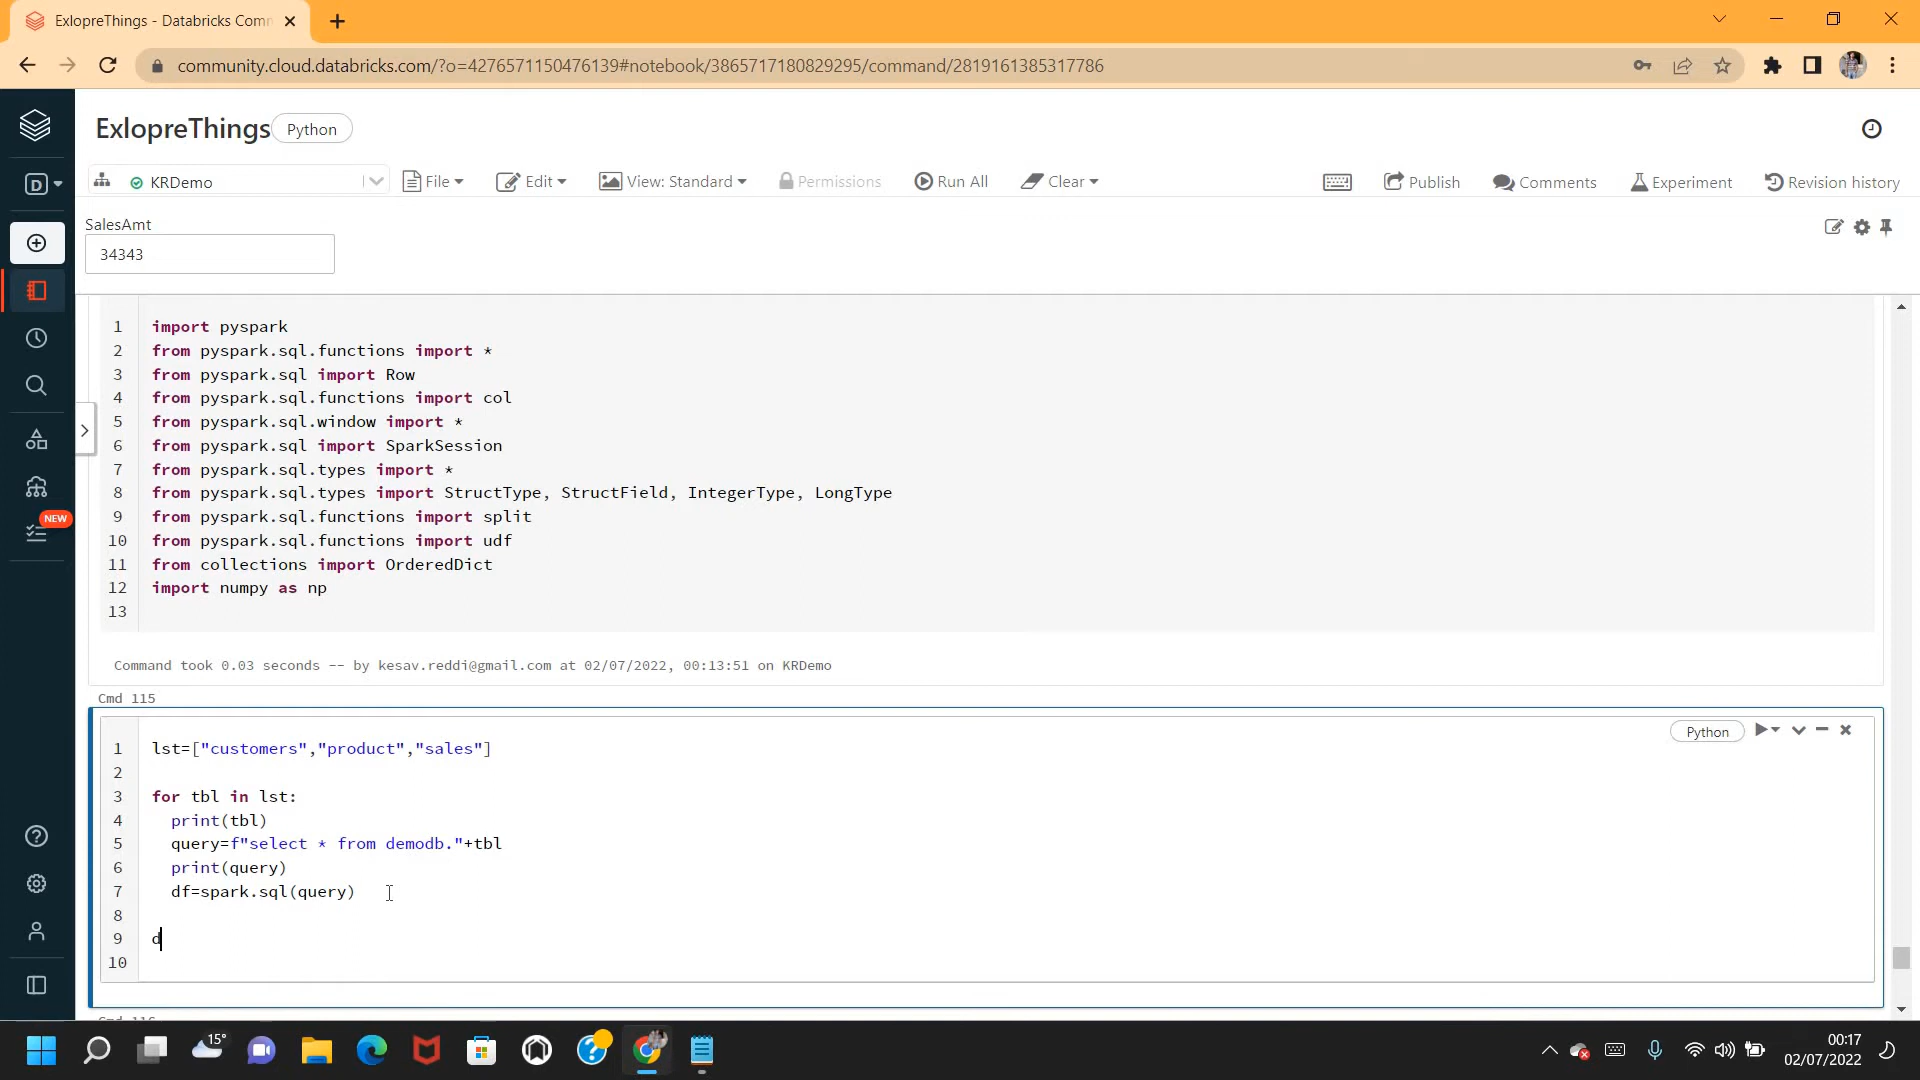 ExlopreThings - Databricks Comm
community.cloud.databricks.com/?o=4276571150476139#notebook/3865717180829295/command/2819161385317786
ExlopreThings Python
D KRDemo File Edit View: Standard Permissions Run All Clear Publish Comments Experiment Revision history
SalesAmt
34343
1 import pyspark
2 from pyspark.sql.functions import *
3 from pyspark.sql import Row
4 from pyspark.sql.functions import col
5 from pyspark.sql.window import *
6 from pyspark.sql import SparkSession
7 from pyspark.sql.types import *
8 from pyspark.sql.types import StructType, StructField, IntegerType, LongType
9 from pyspark.sql.functions import split
10 from pyspark.sql.functions import udf
11 from collections import OrderedDict
12 import numpy as np
13
NEW
Command took 0.03 seconds -- by kesav.reddi@gmail.com at 02/07/2022, 00:13:51 on KRDemo
Cmd 115
Python
1 lst=["customers","product","sales"]
2
3 for tbl in lst:
4 print(tbl)
5 query=f"select * from demodb."+tbl
6 print(query)
7 df=spark.sql(query)
8
9 d
10
Cmd 116
15°
00:17
02/07/2022